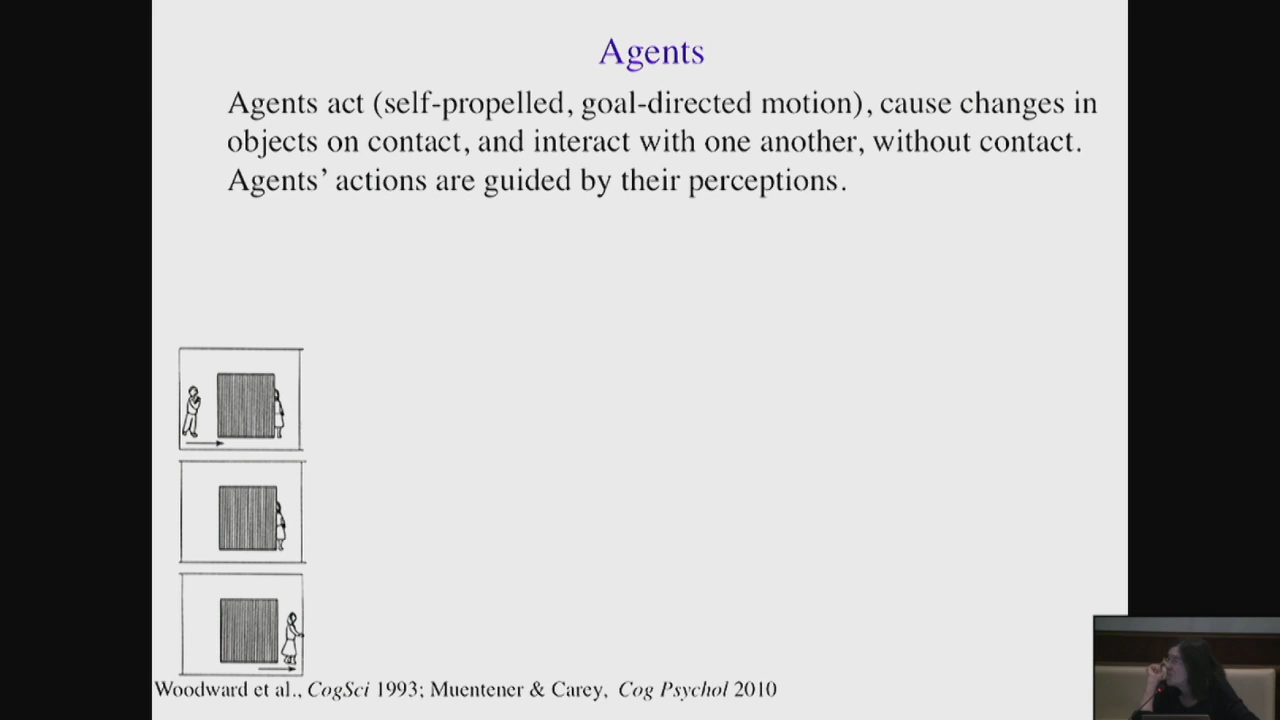 Agents
Agents act (self-propelled, goal-directed motion), cause changes in
objects on contact, and interact with one another, without contact.
Agents’ actions are guided by their perceptions.
Woodward et al., CogSci 1993; Muentener & Carey, Cog Psychol 2010